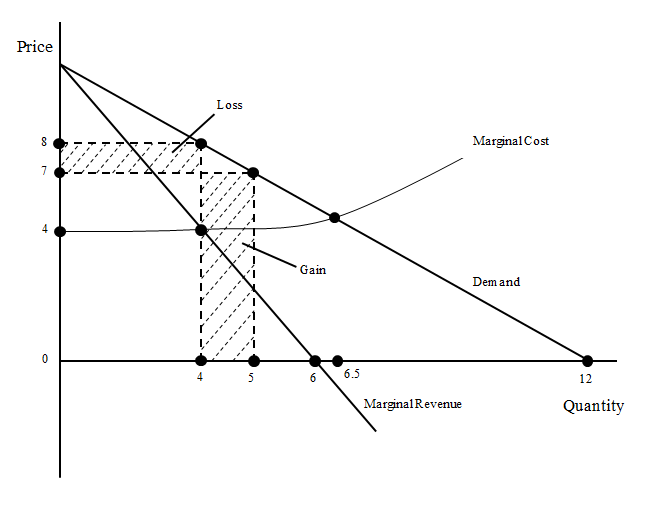 Price
Loss
8
Marginal Cost
7
4
Gain
Demand
0
4
5
6
6.5
12
Marginal Revenue
Quantity